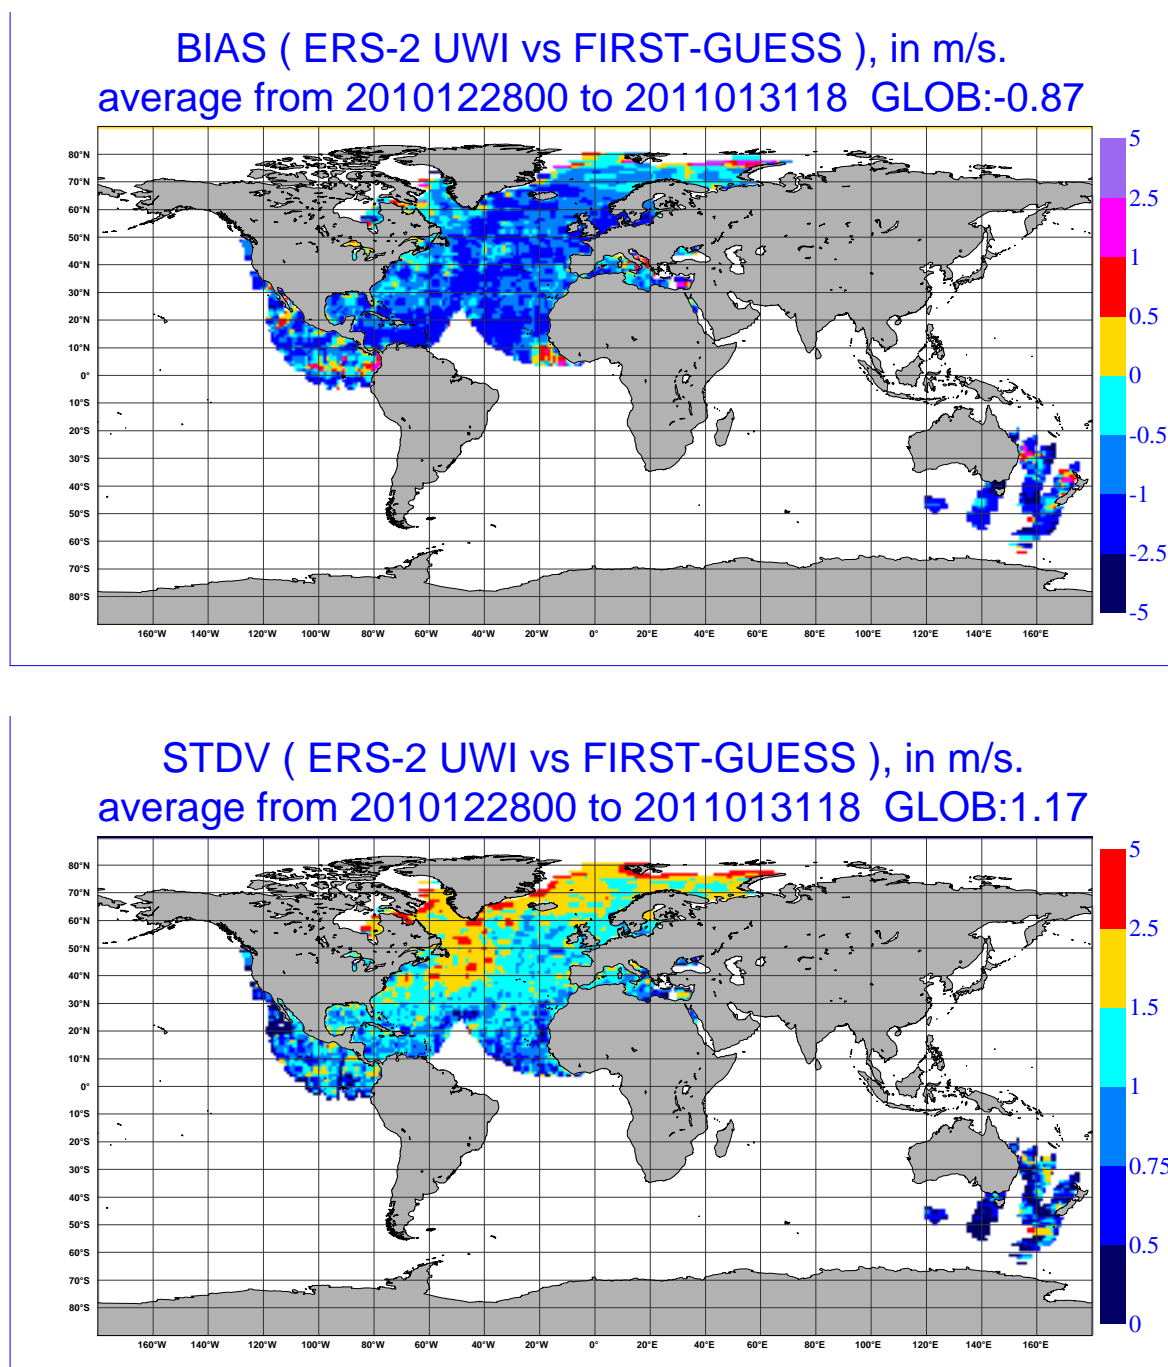 BIAS ( ERS-2 UWI vs FIRST-GUESS ), in m/s.
average from 2010122800 to 2011013118 GLOB:-0.87
80°N
70°N
60°N
50°N
40°N
30°N
20°N
10°N
0°
10°S
20°S
30°S
40°S
50°S
60°S
70°S
80°S
160°W 140°W 120°W 100°W 80°W 60°W 40°W 20°W 0° 20°E 40°E 60°E 80°E 100°E 120°E 140°E 160°E
5
2.5
1
0.5
0
-0.5
-1
-2.5
-5
STDV ( ERS-2 UWI vs FIRST-GUESS ), in m/s.
average from 2010122800 to 2011013118 GLOB:1.17
80°N
70°N
60°N
50°N
40°N
30°N
20°N
10°N
0°
10°S
20°S
30°S
40°S
50°S
60°S
70°S
80°S
160°W 140°W 120°W 100°W 80°W 60°W 40°W 20°W 0° 20°E 40°E 60°E 80°E 100°E 120°E 140°E 160°E
5
2.5
1.5
1
0.75
0.5
0